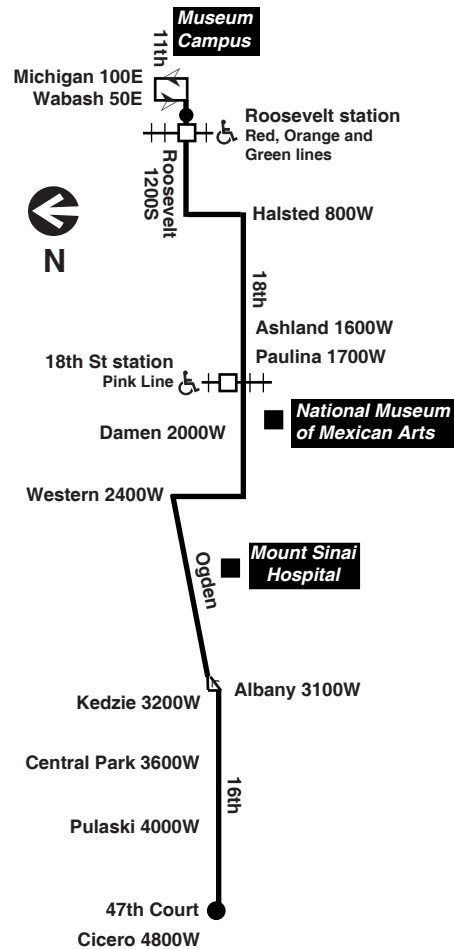 Museum
Campus
11th
Michigan 100E
Wabash 50E
Roosevelt station
Red, Orange and
Green lines
Roosevelt
1200S
N
Halsted 800W
18th
Ashland 1600W
Paulina 1700W
18th St station
Pink Line
National Museum
of Mexican Arts
Damen 2000W
Western 2400W
Ogden
Mount Sinai
Hospital
Albany 3100W
Kedzie 3200W
Central Park 3600W
16th
Pulaski 4000W
47th Court
Cicero 4800W